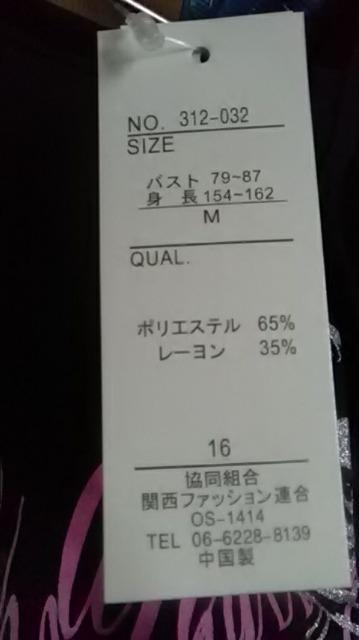 NO. 312-032
SIZE
バスト 79~87
身 長 154~162
M
QUAL.
ポリエステル 65%
レーヨン 35%
16
協同組合
関西ファッション連合
OS-1414
TEL 06-6228-8139
中国製